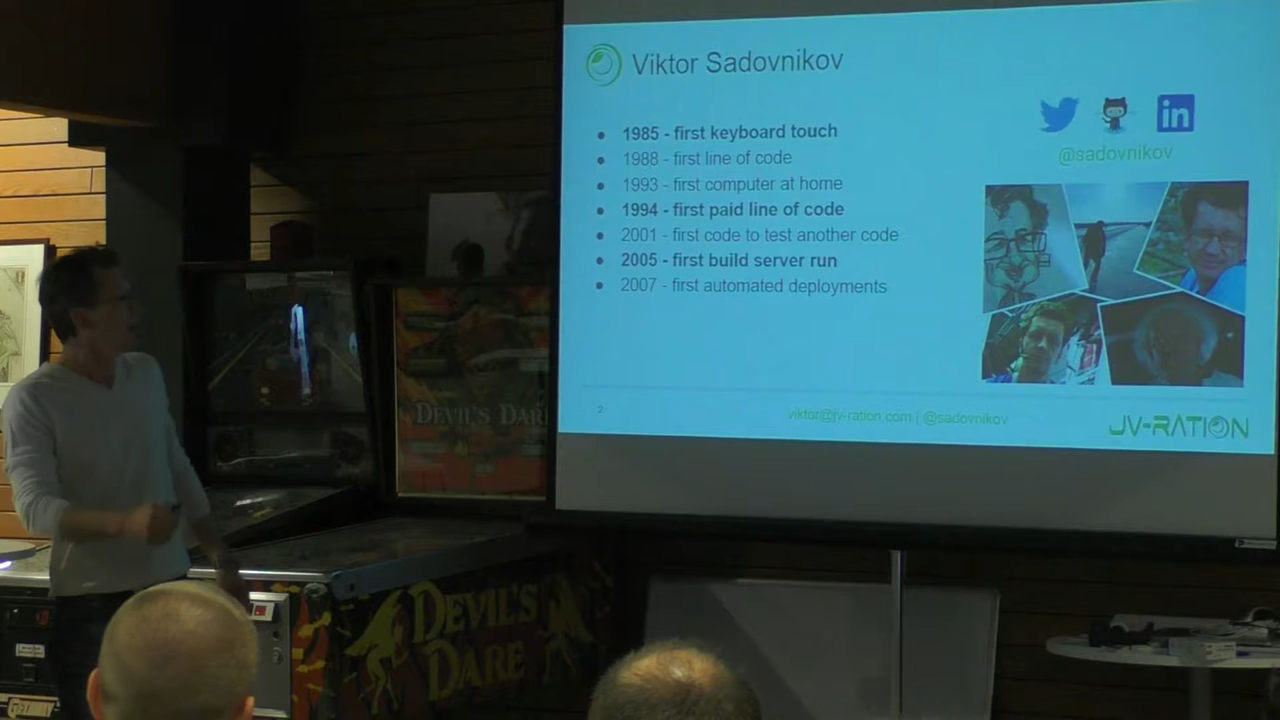 Viktor Sadovnikov
● 1985 - first keyboard touch
● 1988 - first line of code
● 1993 - first computer at home
● 1994 - first paid line of code
● 2001 - first code to test another code
● 2005 - first build server run
● 2007 - first automated deployments
in
@sadovnikov
2
viktor@jv-ration.com | @sadovnikov
JV-RATION
DEVIL'S DARE
DEVIL'S
DARE